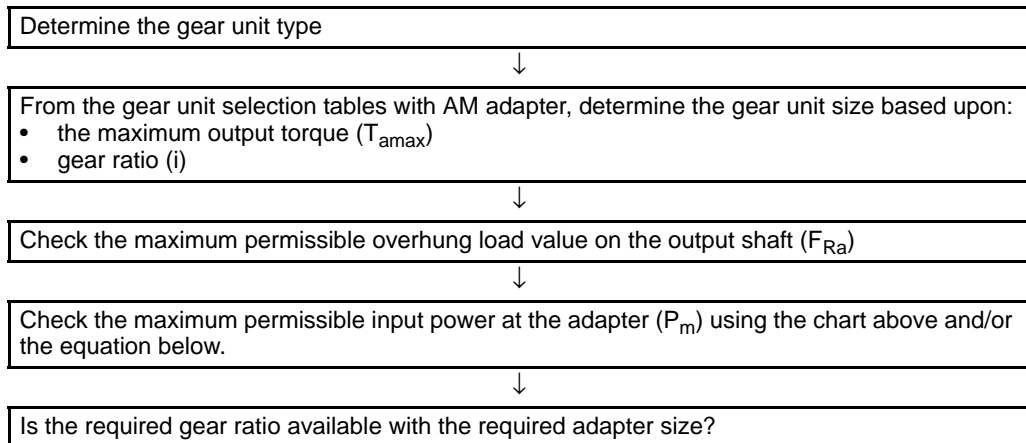 Determine the gear unit type
↓
From the gear unit selection tables with AM adapter, determine the gear unit size based upon:
• the maximum output torque (Tamax)
• gear ratio (i)
↓
Check the maximum permissible overhung load value on the output shaft (FRa)
↓
Check the maximum permissible input power at the adapter (Pm) using the chart above and/or
the equation below.
↓
Is the required gear ratio available with the required adapter size?